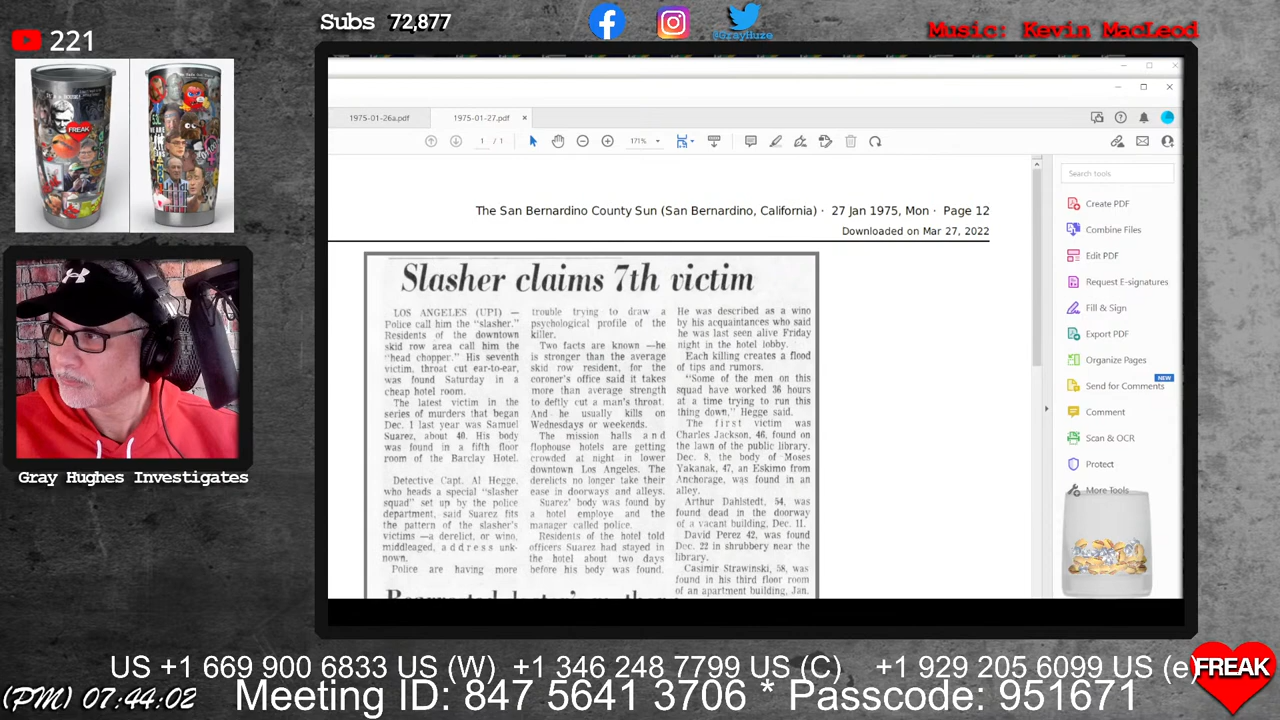 Subs 72,877
@GrayHuze
Music: Kevin MacLeod
221
FREAK
1975-01-26a.pdf
1975-01-27.pdf
1 / 1
171%
Search tools
The San Bernardino County Sun (San Bernardino, California) · 27 Jan 1975, Mon · Page 12
Downloaded on Mar 27, 2022
Create PDF
Combine Files
Edit PDF
Request E-signatures
Fill & Sign
Export PDF
Organize Pages
Send for Comments
NEW
Comment
Scan & OCR
Protect
More Tools
Slasher claims 7th victim
LOS ANGELES (UPI) —
Police call him the "slasher."
Residents of the downtown
skid row area call him the
"head chopper." His seventh
victim, throat cut ear-to-ear,
was found Saturday in a
cheap hotel room.
The latest victim in the
series of murders that began
Dec. 1 last year was Samuel
Suarez, about 40. His body
was found in a fifth floor
room of the Barclay Hotel.
Detective Capt. Al Hegge,
who heads a special "slasher
squad" set up by the police
department, said Suarez fits
the pattern of the slasher's
victims —a derelict, or wino,
middleaged, address unk-
nown.
Police are having more
trouble trying to draw a
psychological profile of the
killer.
Two facts are known —he
is stronger than the average
skid row resident, for the
coroner's office said it takes
more than average strength
to deftly cut a man's throat.
And he usually kills on
Wednesdays or weekends.
The mission halls and
flophouse hotels are getting
crowded at night in lower
downtown Los Angeles. The
derelicts no longer take their
ease in doorways and alleys.
Suarez' body was found by
a hotel employe and the
manager called police.
Residents of the hotel told
officers Suarez had stayed in
the hotel about two days
before his body was found.
He was described as a wino
by his acquaintances who said
he was last seen alive Friday
night in the hotel lobby.
Each killing creates a flood
of tips and rumors.
"Some of the men on this
squad have worked 36 hours
at a time trying to run this
thing down," Hegge said.
The first victim was
Charles Jackson, 46, found on
the lawn of the public library.
Dec. 8, the body of Moses
Yakanak, 47, an Eskimo from
Anchorage, was found in an
alley.
Arthur Dahlstedt, 54, was
found dead in the doorway
of a vacant building, Dec. 11.
David Perez 42, was found
Dec. 22 in shrubbery near the
library.
Casimir Strawinski, 58, was
found in his third floor room
of an apartment building, Jan.
Gray Hughes Investigates
US +1 669 900 6833 US (W) +1 346 248 7799 US (C) +1 929 205 6099 US (e)
FREAK
(PM) 07:44:02
Meeting ID: 847 5641 3706 * Passcode: 951671